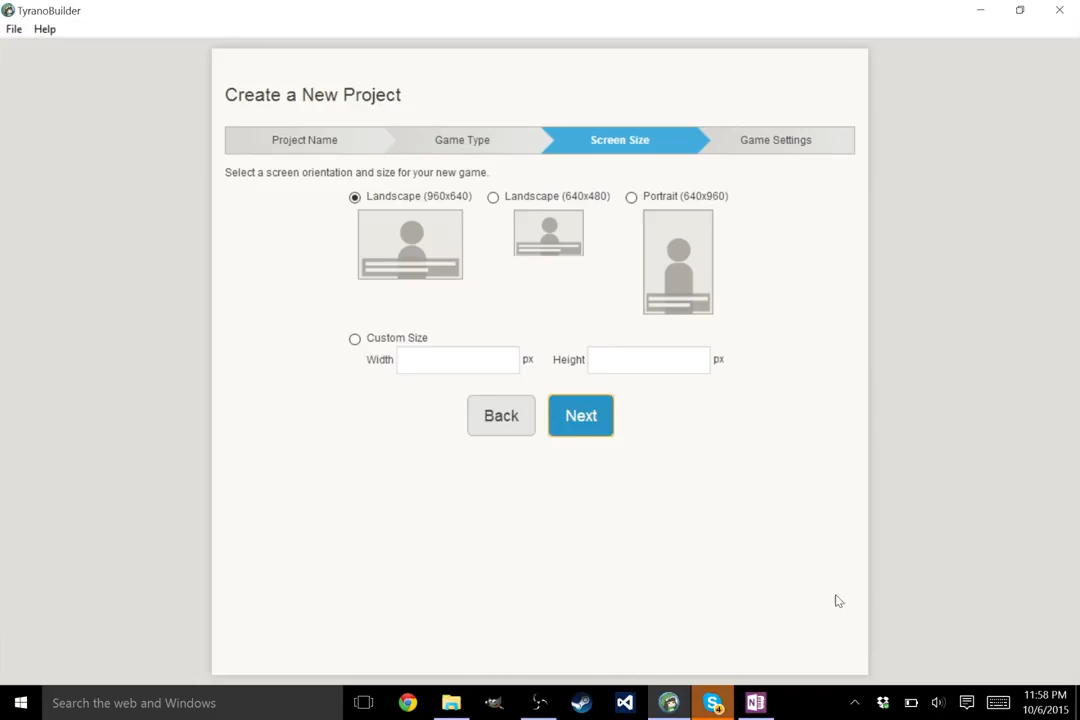 TyranoBuilder
File Help
Create a New Project
Project Name Game Type Screen Size Game Settings
Select a screen orientation and size for your new game.
Landscape (960x640) Landscape (640x480) Portrait (640x960)
Custom Size
Width px Height px
Back Next
Search the web and Windows
4
11:58 PM
10/6/2015